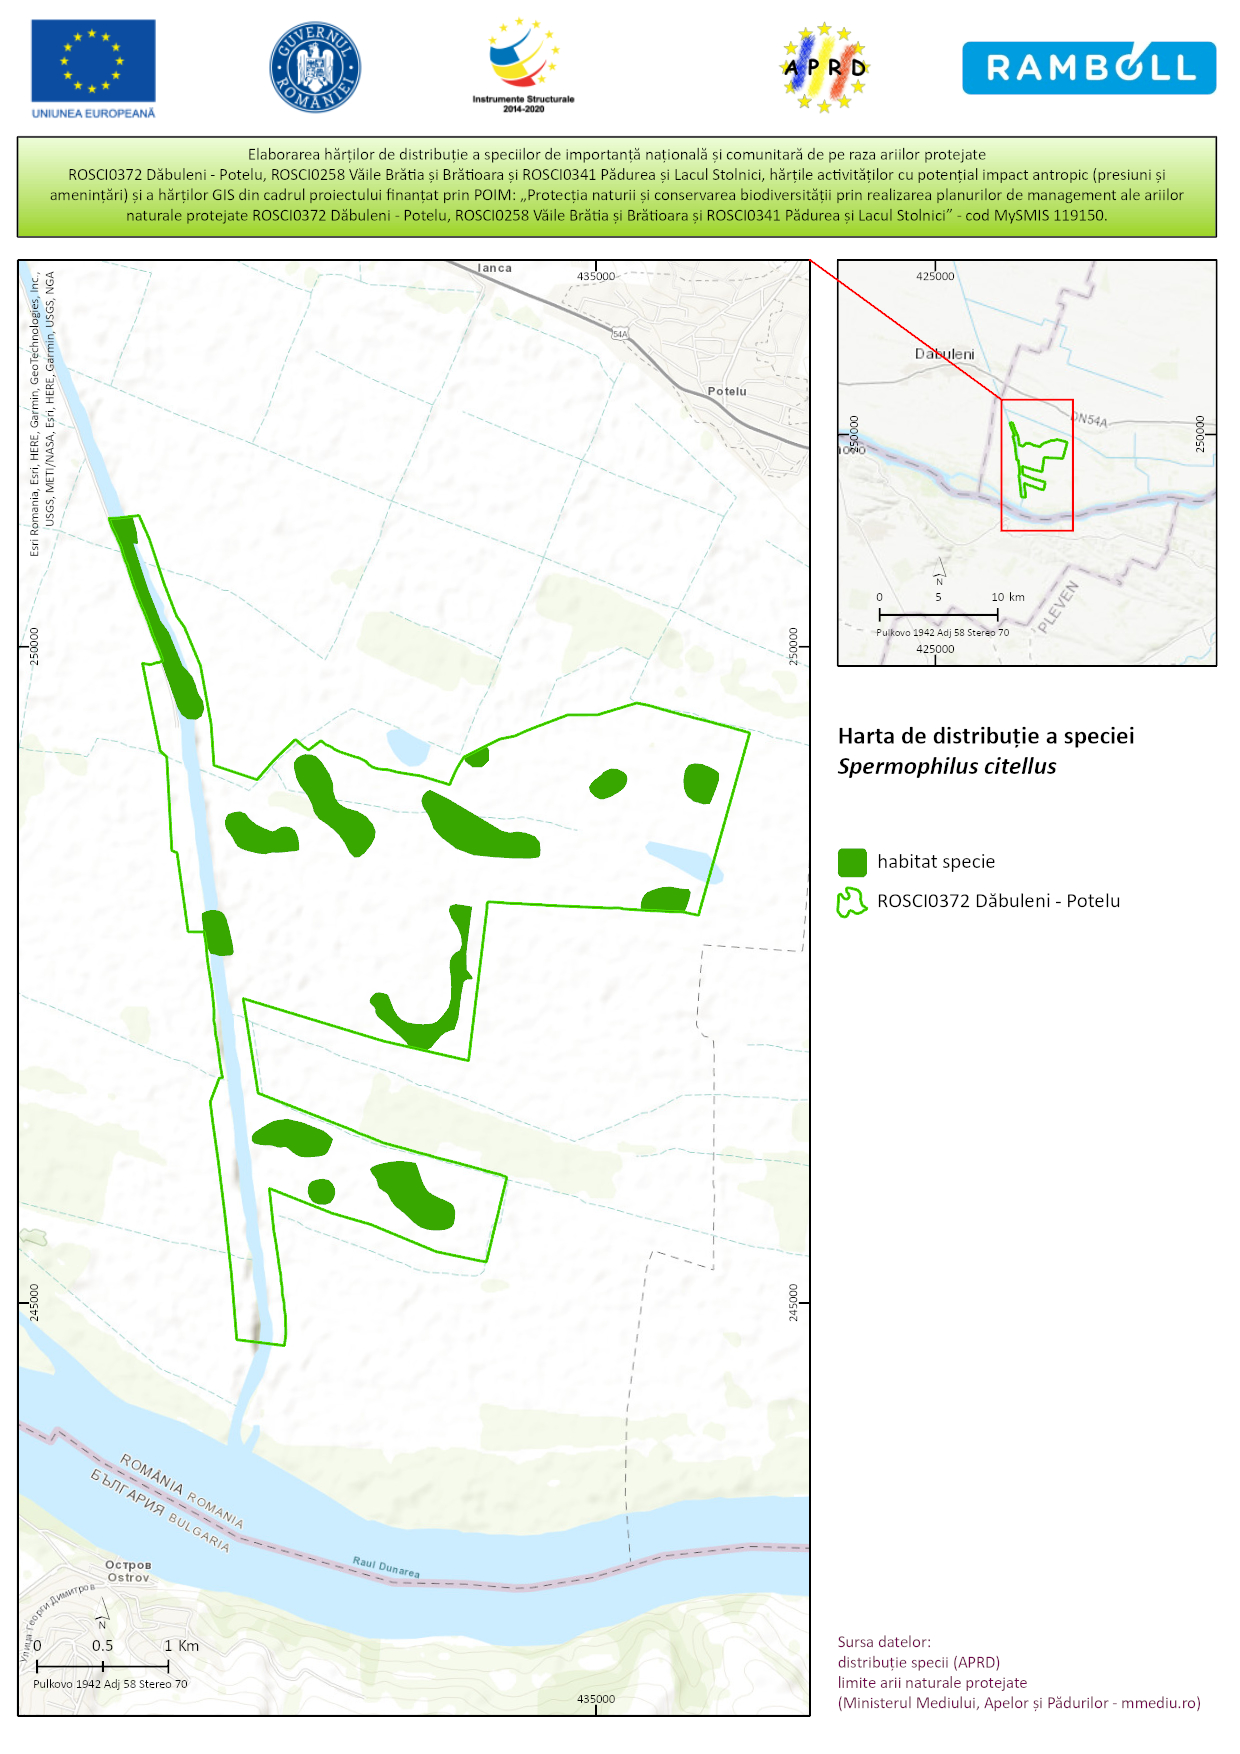 UNIUNEA EUROPEANĂ
GUVERNUL ROMÂNIEI
Instrumente Structurale
2014-2020
APRD
RAMBOLL
Elaborarea hărților de distribuție a speciilor de importanță națională și comunitară de pe raza ariilor protejate
ROSCI0372 Dăbuleni - Potelu, ROSCI0258 Văile Brătia și Brătioara și ROSCI0341 Pădurea și Lacul Stolnici, hărțile activităților cu potențial impact antropic (presiuni și
amenințări) și a hărților GIS din cadrul proiectului finanțat prin POIM: „Protecția naturii si conservarea biodiversității prin realizarea planurilor de management ale ariilor
naturale protejate ROSCI0372 Dăbuleni - Potelu, ROSCI0258 Văile Brătia și Brătioara și ROSCI0341 Pădurea și Lacul Stolnici” - cod MySMIS 119150.
Esri Romania, Esri, HERE, Garmin, GeoTechnologies, Inc.,
USGS, METI/NASA, Esri, HERE, Garmin, USGS, NGA
Ianca
435000
54A
Potelu
250000
250000
245000
245000
ROMÂNIA ROMANIA
БЪЛГАРИЯ BULGARIA
Raul Dunarea
Остров
Ostrov
Улица Георги Димитров
N
0 0.5 1 Km
Pulkovo 1942 Adj 58 Stereo 70
435000
425000
Dabuleni
DN54A
250000
250000
PLEVEN
N
0 5 10 km
Pulkovo 1942 Adj 58 Stereo 70
425000
Harta de distribuție a speciei
Spermophilus citellus
habitat specie
ROSCI0372 Dăbuleni - Potelu
Sursa datelor:
distribuție specii (APRD)
limite arii naturale protejate
(Ministerul Mediului, Apelor și Pădurilor - mmediu.ro)